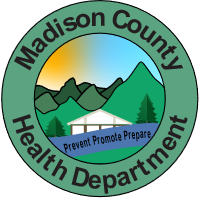 Madison County
Prevent Promote Prepare
Health Department